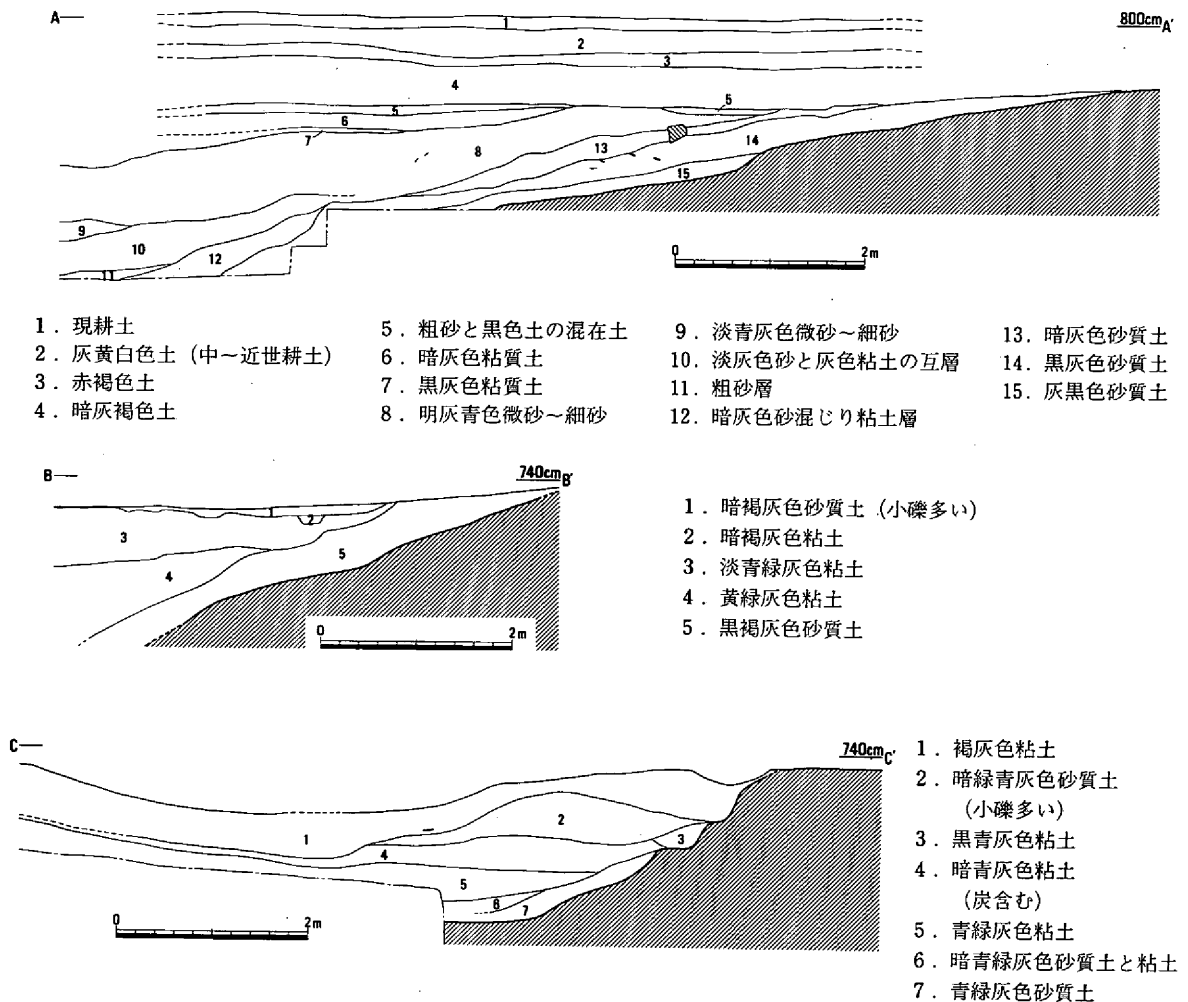 A— 800cm A′
1
2
3
4
5 5
6
7
8
13
14
15
9
10
11
12
0 2m
1．現耕土
2．灰黄白色土（中～近世耕土）
3．赤褐色土
4．暗灰褐色土
5．粗砂と黒色土の混在土
6．暗灰色粘質土
7．黒灰色粘質土
8．明灰青色微砂～細砂
9．淡青灰色微砂～細砂
10．淡灰色砂と灰色粘土の互層
11．粗砂層
12．暗灰色砂混じり粘土層
13．暗灰色砂質土
14．黒灰色砂質土
15．灰黒色砂質土
B— 740cm B′
1
2
3
4
5
0 2m
1．暗褐灰色砂質土（小礫多い）
2．暗褐灰色粘土
3．淡青緑灰色粘土
4．黄緑灰色粘土
5．黒褐灰色砂質土
C— 740cm C′
1
2
3
4
5
6
7
0 2m
1．褐灰色粘土
2．暗緑青灰色砂質土
（小礫多い）
3．黒青灰色粘土
4．暗青灰色粘土
（炭含む）
5．青緑灰色粘土
6．暗青緑灰色砂質土と粘土
7．青緑灰色砂質土